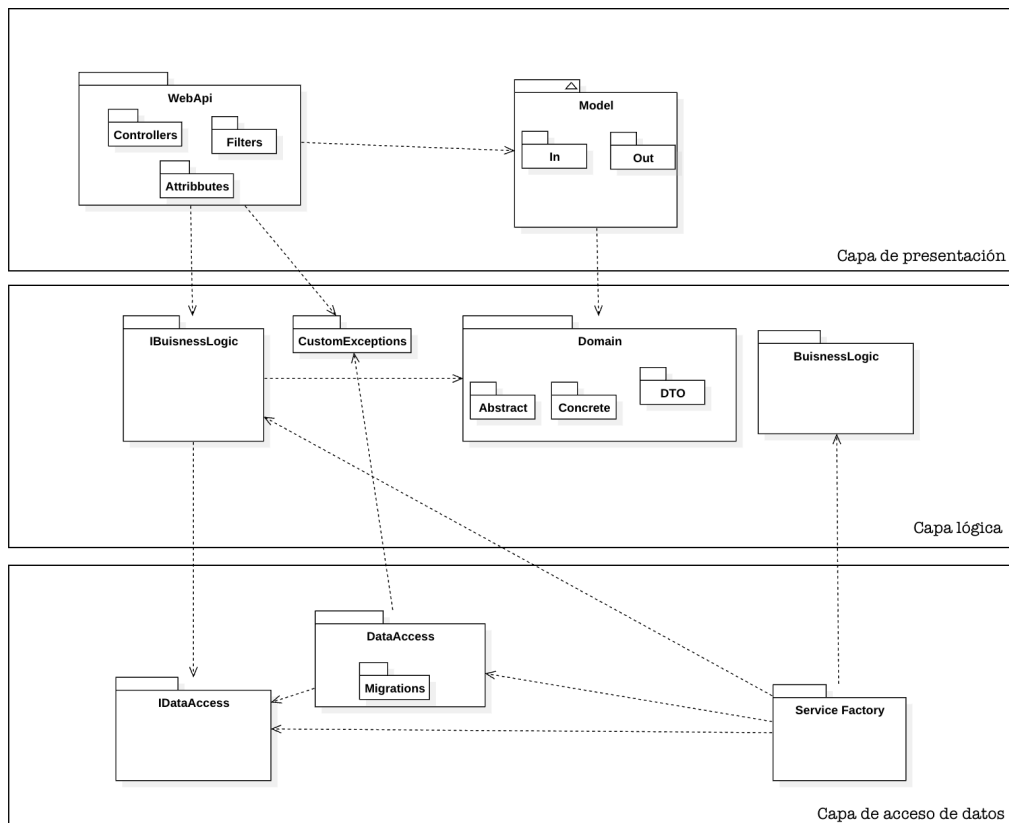 WebApi
Controllers
Filters
Attribbutes
Model
In
Out
Capa de presentación
IBuisnessLogic
CustomExceptions
Domain
Abstract
Concrete
DTO
BuisnessLogic
Capa lógica
DataAccess
Migrations
IDataAccess
Service Factory
Capa de acceso de datos